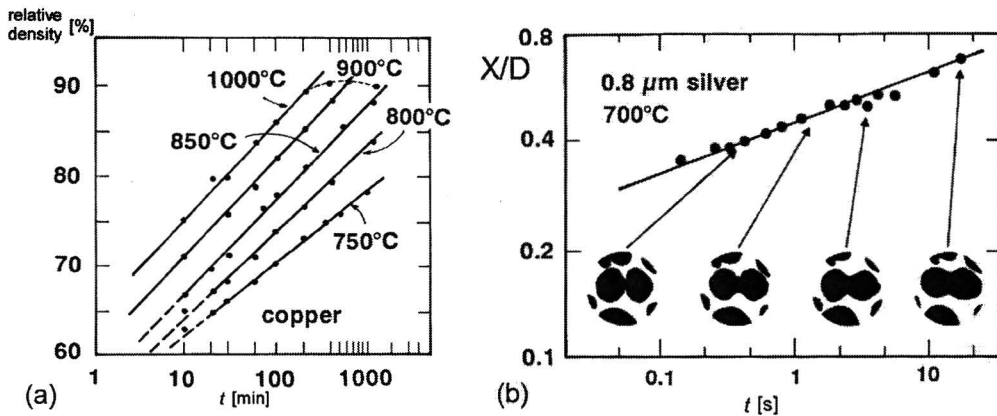 relative
density [%]
90
80
70
60
1000°C
900°C
850°C
800°C
750°C
copper
1
10
100
1000
t [min]
(a)
X/D
0.8
0.4
0.2
0.1
0.8 µm silver
700°C
0.1
1
10
t [s]
(b)